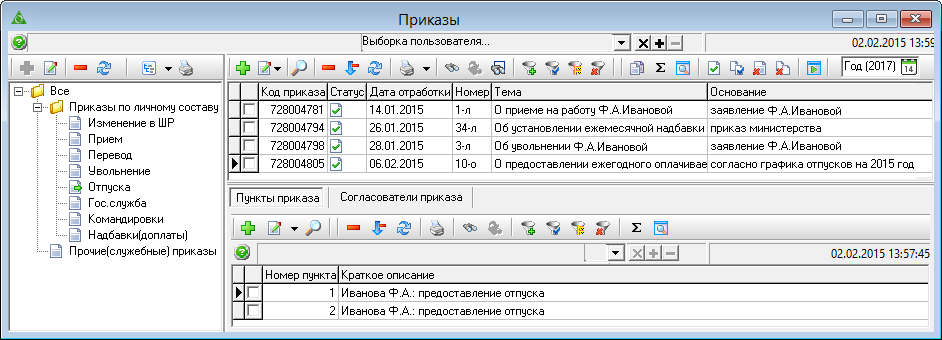 Приказы
Выборка пользователя...
02.02.2015 13:59
Год (2017)
14
Все
Приказы по личному составу
Изменение в ШР
Прием
Перевод
Увольнение
Отпуска
Гос.служба
Командировки
Надбавки(доплаты)
Прочие(служебные) приказы
Код приказа Статус Дата отработки Номер Тема Основание
728004781 14.01.2015 1-л О приеме на работу Ф.А.Ивановой заявление Ф.А.Ивановой
728004794 26.01.2015 34-л Об установлении ежемесячной надбавки приказ министерства
728004798 28.01.2015 3-л Об увольнении Ф.А.Ивановой заявление Ф.А.Ивановой
728004805 06.02.2015 10-о О предоставлении ежегодного оплачивае согласно графика отпусков на 2015 год
Пункты приказа Согласователи приказа
02.02.2015 13:57:45
Номер пункта Краткое описание
1 Иванова Ф.А.: предоставление отпуска
2 Иванова Ф.А.: предоставление отпуска